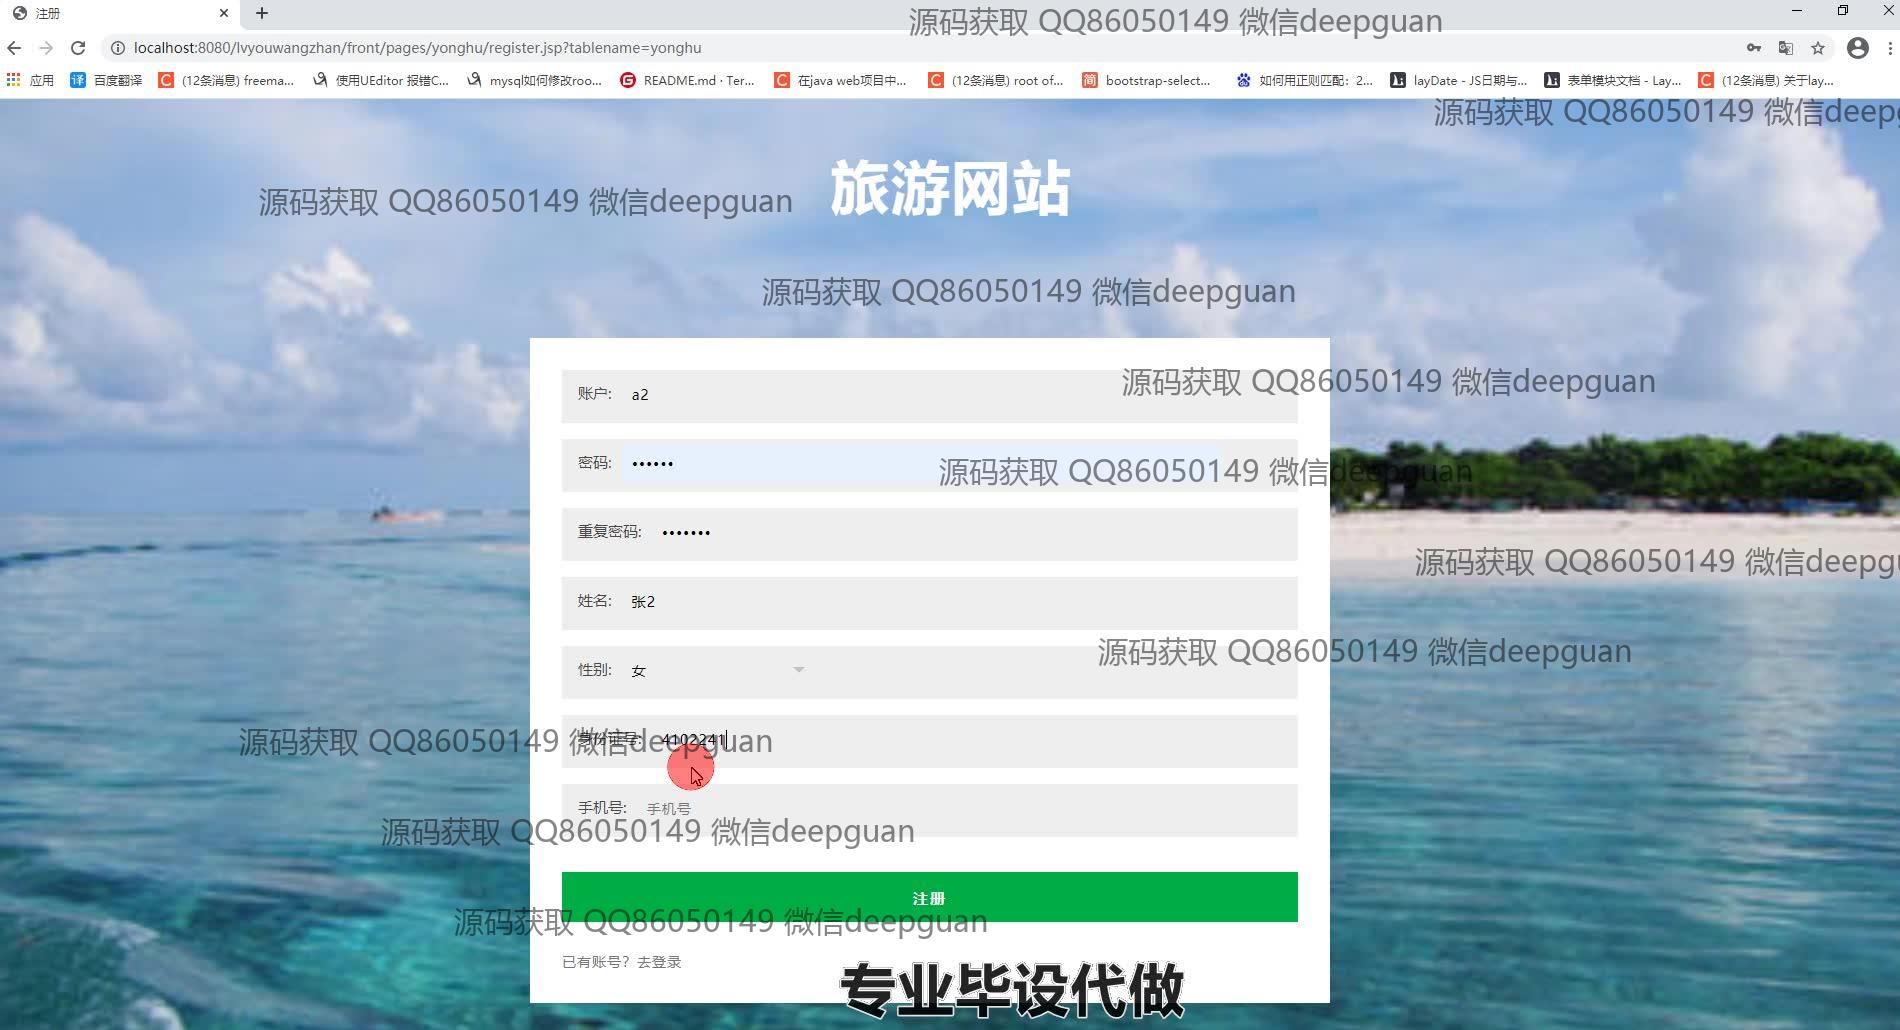 注册
源码获取 QQ86050149 微信deepguan
localhost:8080/lvyouwangzhan/front/pages/yonghu/register.jsp?tablename=yonghu
应用 百度翻译 (12条消息) freema... 使用UEditor 报错C... mysql如何修改roo... README.md · Ter... 在java web项目中... (12条消息) root of... bootstrap-select... 如何用正则匹配：2... layDate - JS日期与... 表单模块文档 - Lay... (12条消息) 关于lay...
源码获取 QQ86050149 微信deepg
旅游网站
源码获取 QQ86050149 微信deepguan
源码获取 QQ86050149 微信deepguan
源码获取 QQ86050149 微信deepguan
账户: a2
密码: ••••••
源码获取 QQ86050149 微信deepguan
重复密码: •••••••
源码获取 QQ86050149 微信deepgu
姓名: 张2
源码获取 QQ86050149 微信deepguan
性别: 女
身份证号: 4102241
源码获取 QQ86050149 微信deepguan
手机号: 手机号
源码获取 QQ86050149 微信deepguan
注册
源码获取 QQ86050149 微信deepguan
已有账号？去登录
专业毕设代做